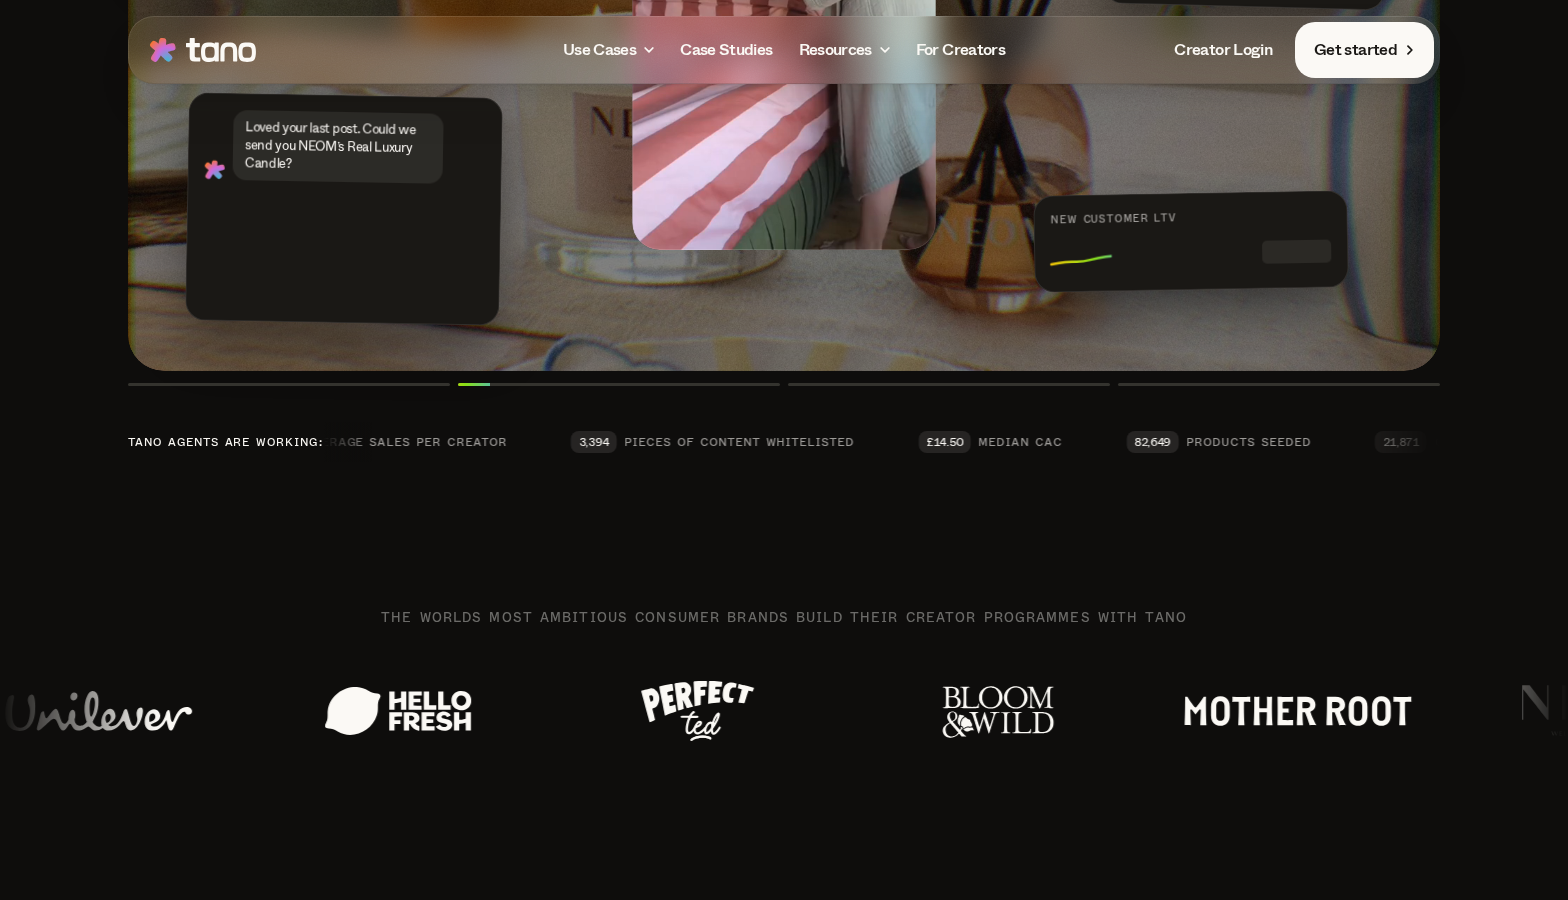 tano
Use Cases
Case Studies
Resources
For Creators
Creator Login
Get started
Loved your last post. Could we
send you NEOM's Real Luxury
Candle?
NEOM
NEW CUSTOMER LTV
TANO AGENTS ARE WORKING: RAGE SALES PER CREATOR 3,394 PIECES OF CONTENT WHITELISTED £14.50 MEDIAN CAC 82,649 PRODUCTS SEEDED 21,871
THE WORLDS MOST AMBITIOUS CONSUMER BRANDS BUILD THEIR CREATOR PROGRAMMES WITH TANO
Unilever
HELLO
FRESH
PERFECT
ted
BLOOM
&WILD
MOTHER ROOT